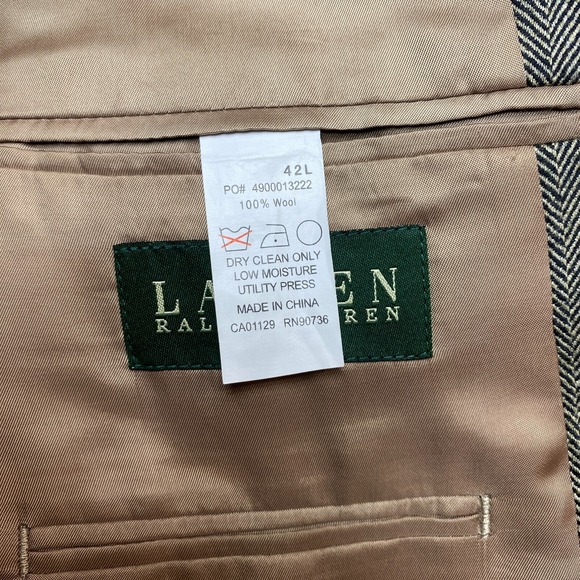 42L
PO# 4900013222
100% Wool
DRY CLEAN ONLY
LOW MOISTURE
UTILITY PRESS
MADE IN CHINA
CA01129 RN90736